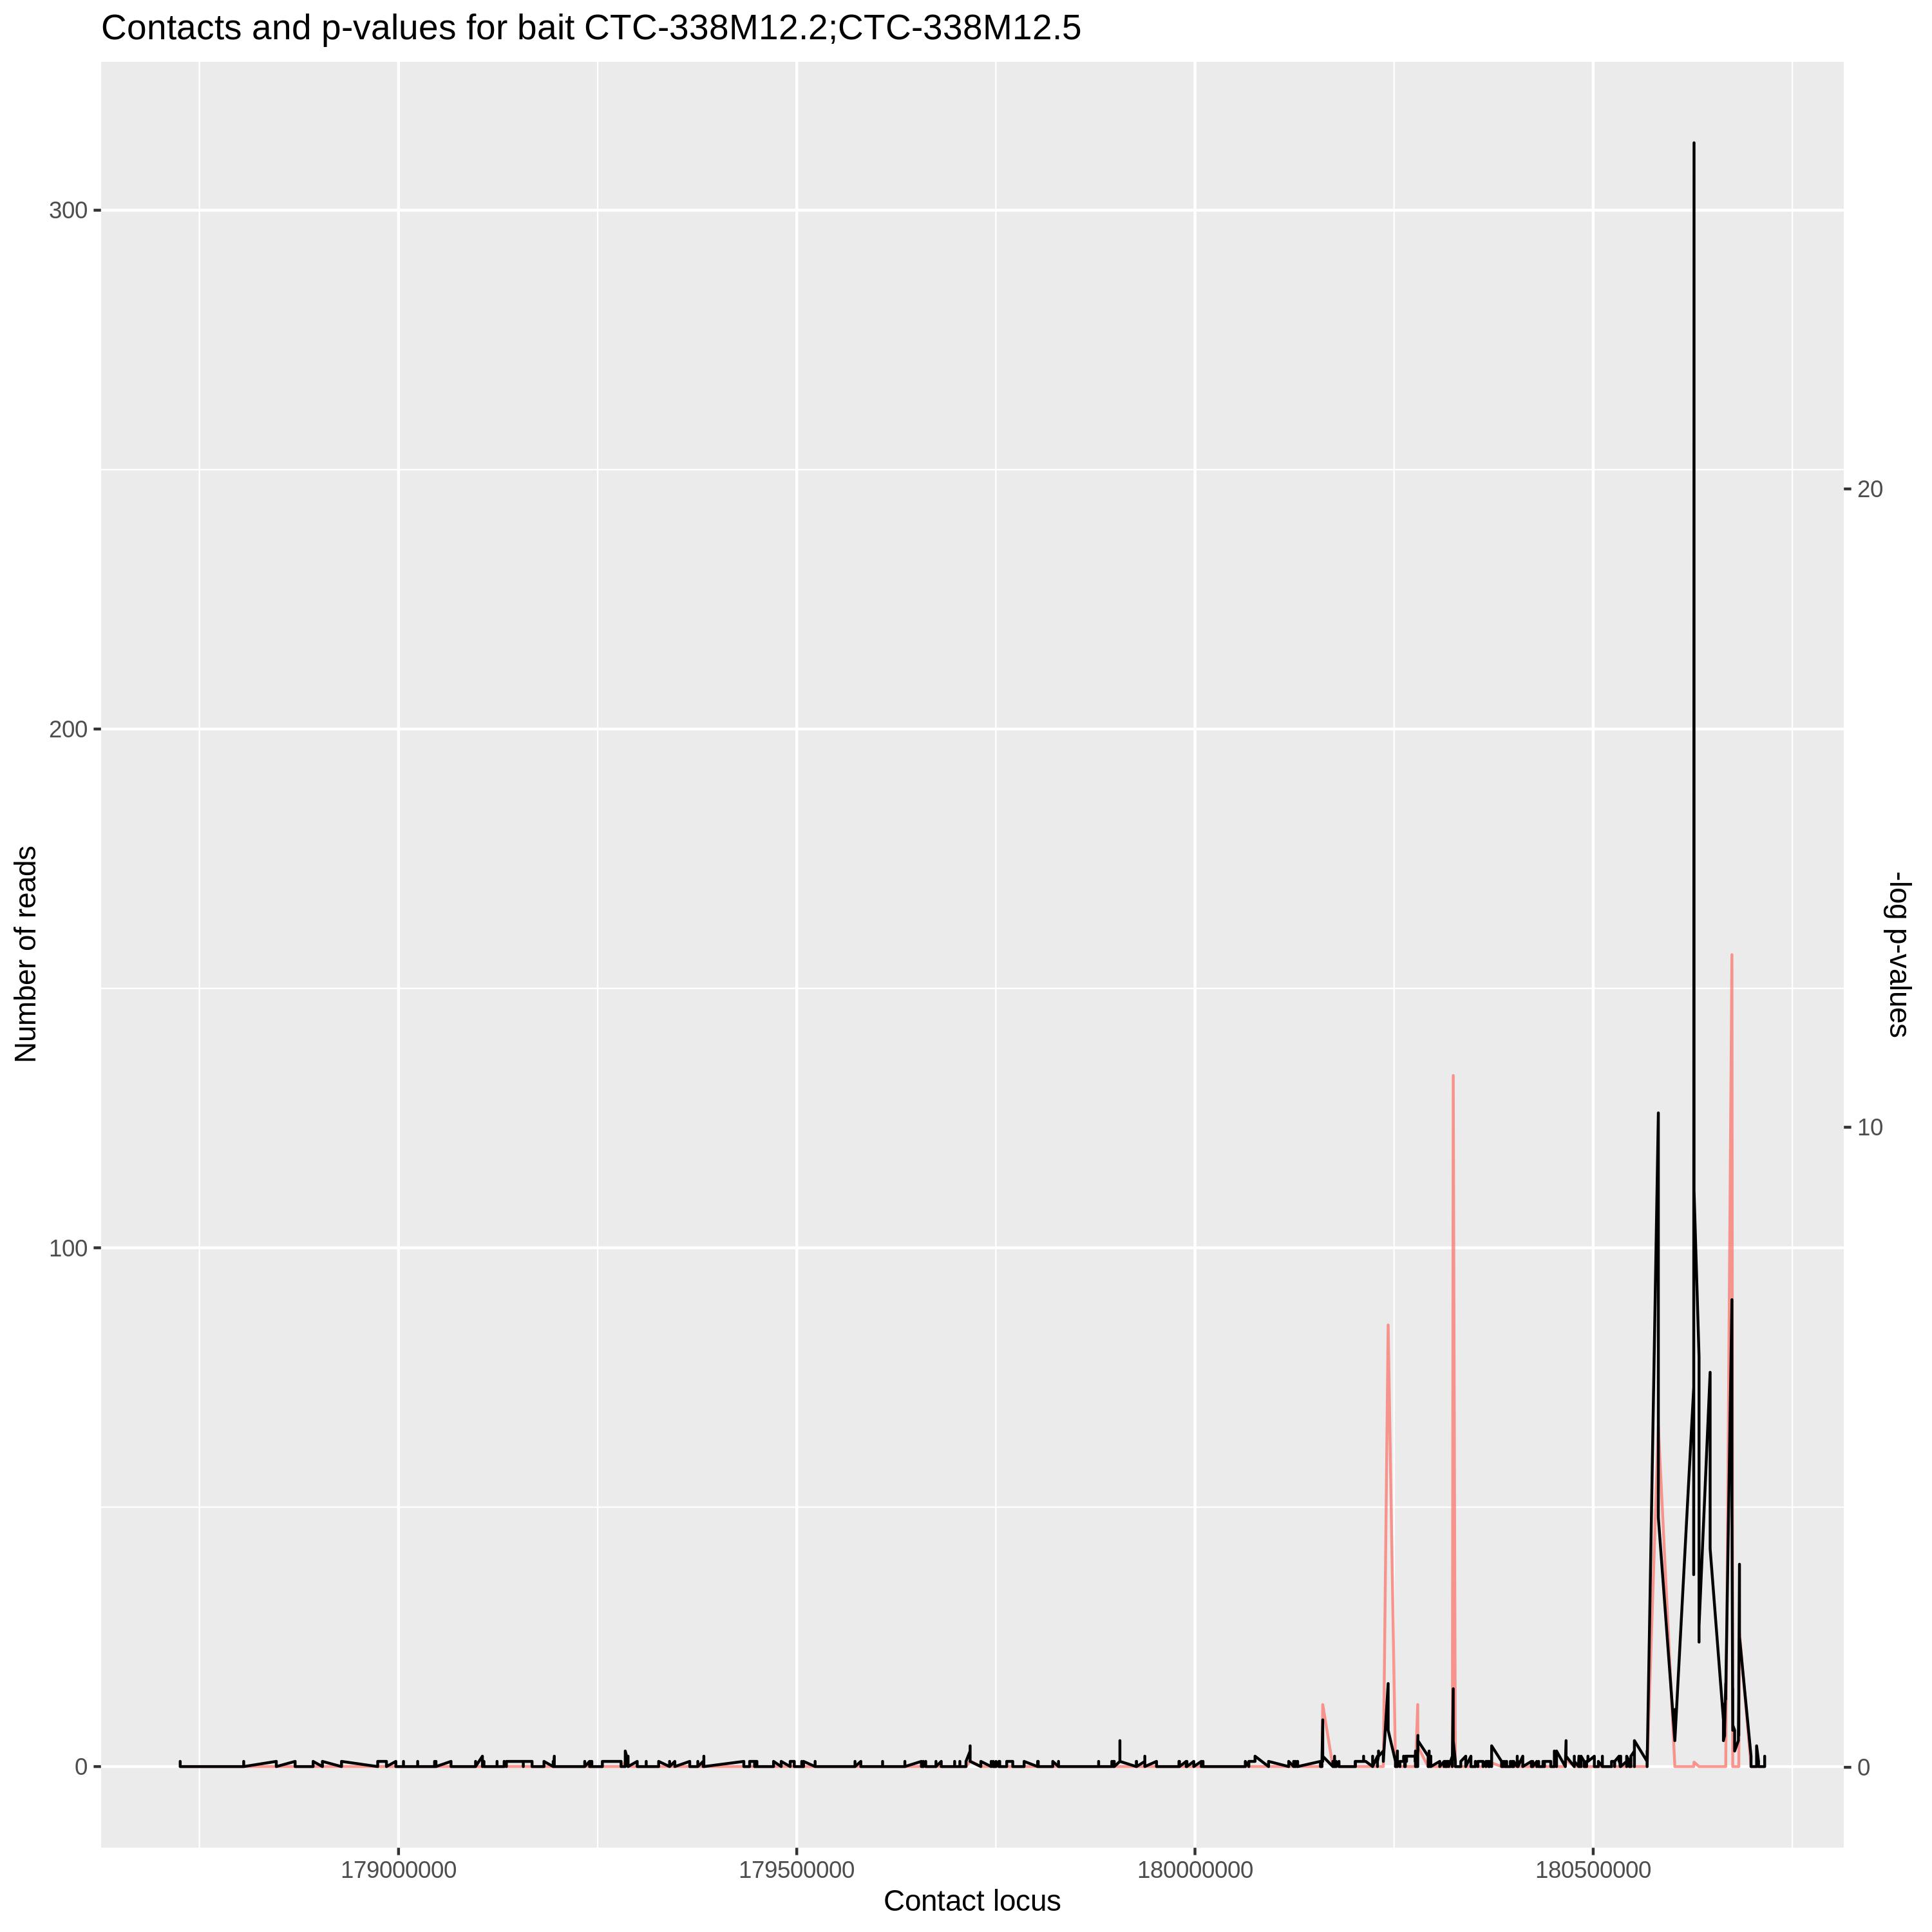 Contacts and p-values for bait CTC-338M12.2;CTC-338M12.5
300
200
100
0
Number of reads
20
10
0
-log p-values
179000000
179500000
180000000
180500000
Contact locus